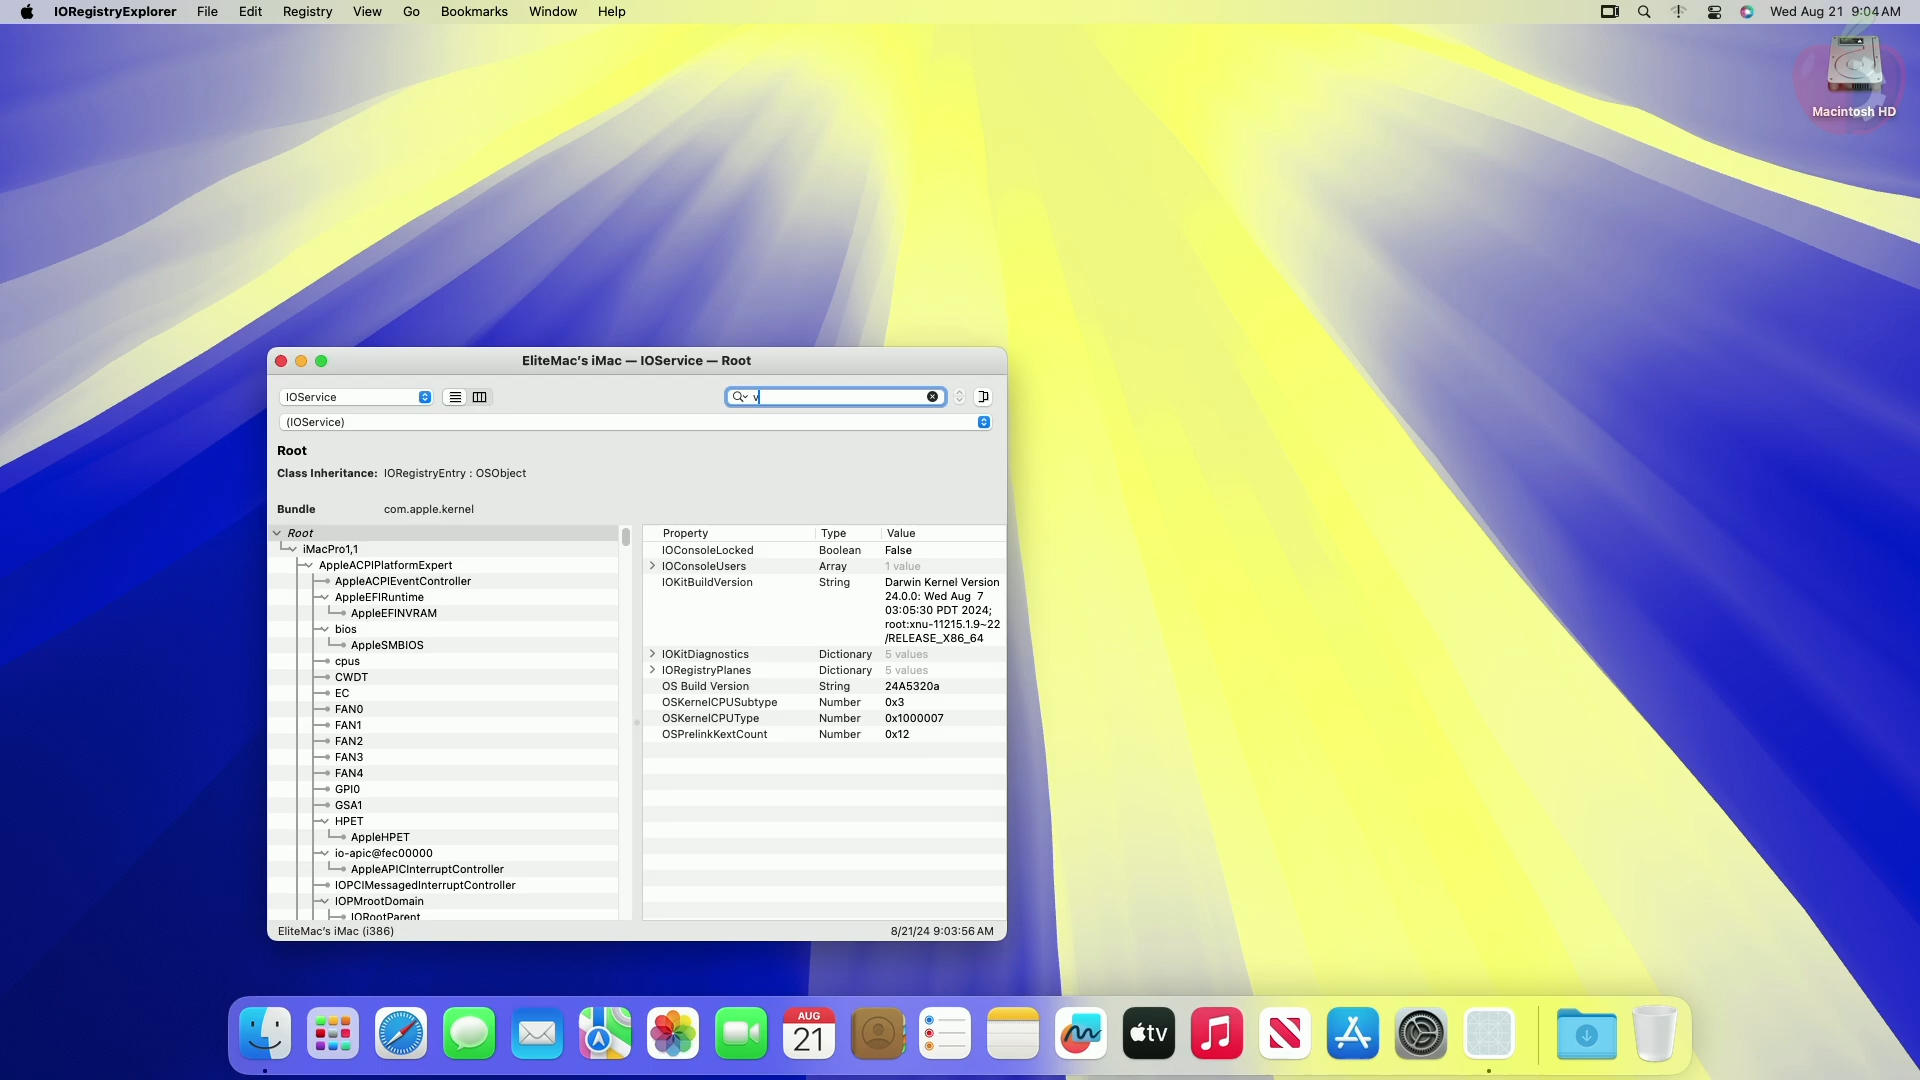 IORegistryExplorer File Edit Registry View Go Bookmarks Window Help Wed Aug 21 9:04 AM
Macintosh HD
EliteMac's iMac — IOService — Root
IOService v
(IOService)
Root
Class Inheritance: IORegistryEntry : OSObject
Bundle com.apple.kernel
Root
iMacPro1,1
AppleACPIPlatformExpert
AppleACPIEventController
AppleEFIRuntime
AppleEFINVRAM
bios
AppleSMBIOS
cpus
CWDT
EC
FAN0
FAN1
FAN2
FAN3
FAN4
GPI0
GSA1
HPET
AppleHPET
io-apic@fec00000
AppleAPICInterruptController
IOPCIMessagedInterruptController
IOPMrootDomain
IORootParent
Property Type Value
IOConsoleLocked Boolean False
IOConsoleUsers Array 1 value
IOKitBuildVersion String Darwin Kernel Version
24.0.0: Wed Aug 7
03:05:30 PDT 2024;
root:xnu-11215.1.9~22
/RELEASE_X86_64
IOKitDiagnostics Dictionary 5 values
IORegistryPlanes Dictionary 5 values
OS Build Version String 24A5320a
OSKernelCPUSubtype Number 0x3
OSKernelCPUType Number 0x1000007
OSPrelinkKextCount Number 0x12
EliteMac's iMac (i386) 8/21/24 9:03:56 AM
AUG
21
tv